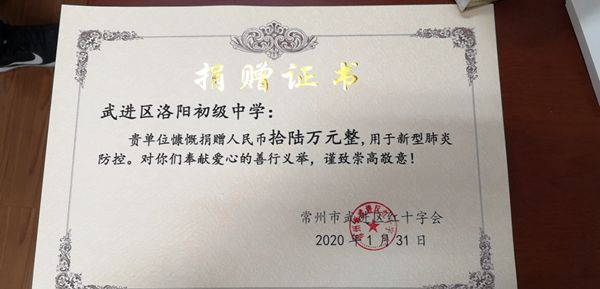 捐赠证书
武进区洛阳初级中学：
贵单位慷慨捐赠人民币拾陆万元整，用于新型肺炎
防控。对你们奉献爱心的善行义举，谨致崇高敬意！
常州市武进区红十字会
2020年1月31日